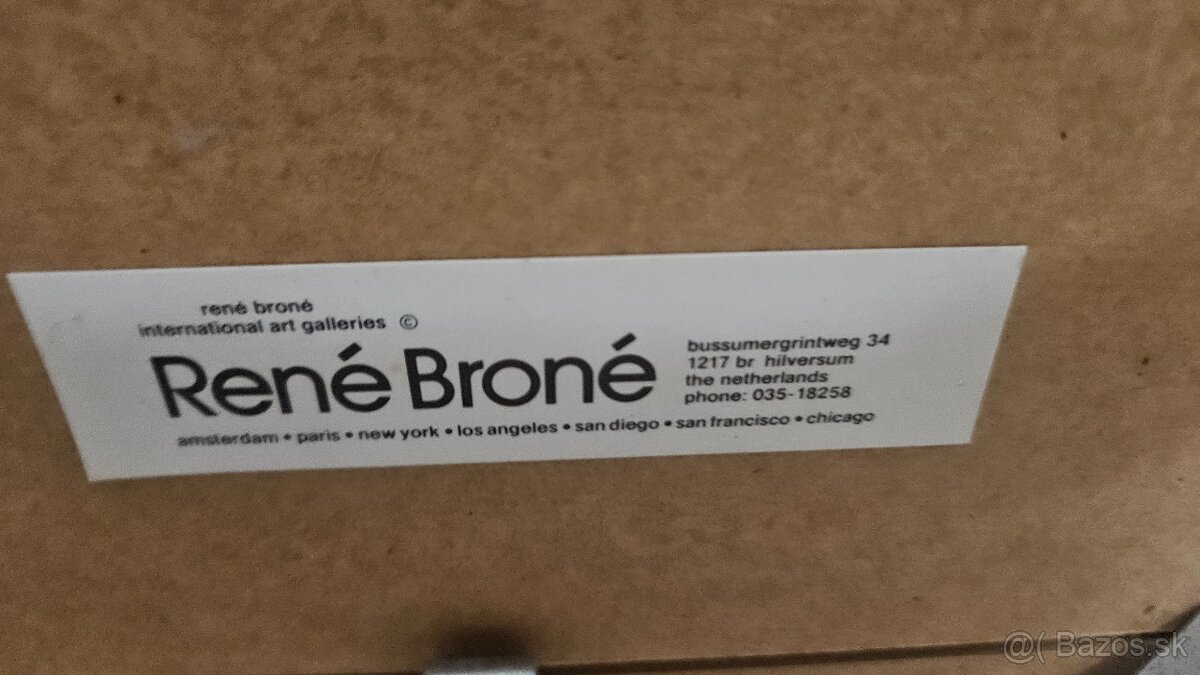 rené broné
international art galleries ©
René Broné
bussumergrintweg 34
1217 br hilversum
the netherlands
phone: 035-18258
amsterdam • paris • new york • los angeles • san diego • san francisco • chicago
@( Bazos.sk